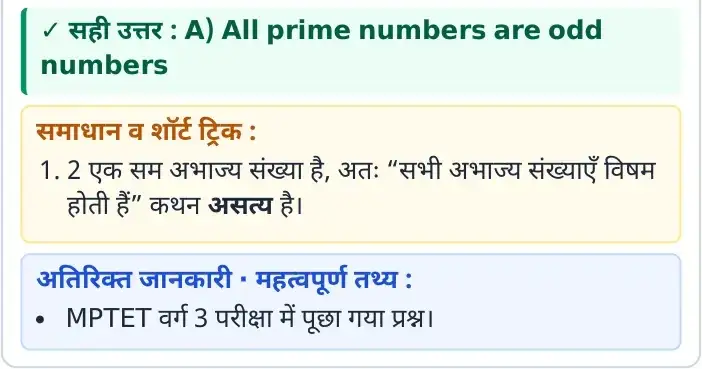 ✓ सही उत्तर : A) All prime numbers are odd
numbers
समाधान व शॉर्ट ट्रिक :
1. 2 एक सम अभाज्य संख्या है, अतः “सभी अभाज्य संख्याएँ विषम
होती हैं” कथन असत्य है।
अतिरिक्त जानकारी · महत्वपूर्ण तथ्य :
• MPTET वर्ग 3 परीक्षा में पूछा गया प्रश्न।